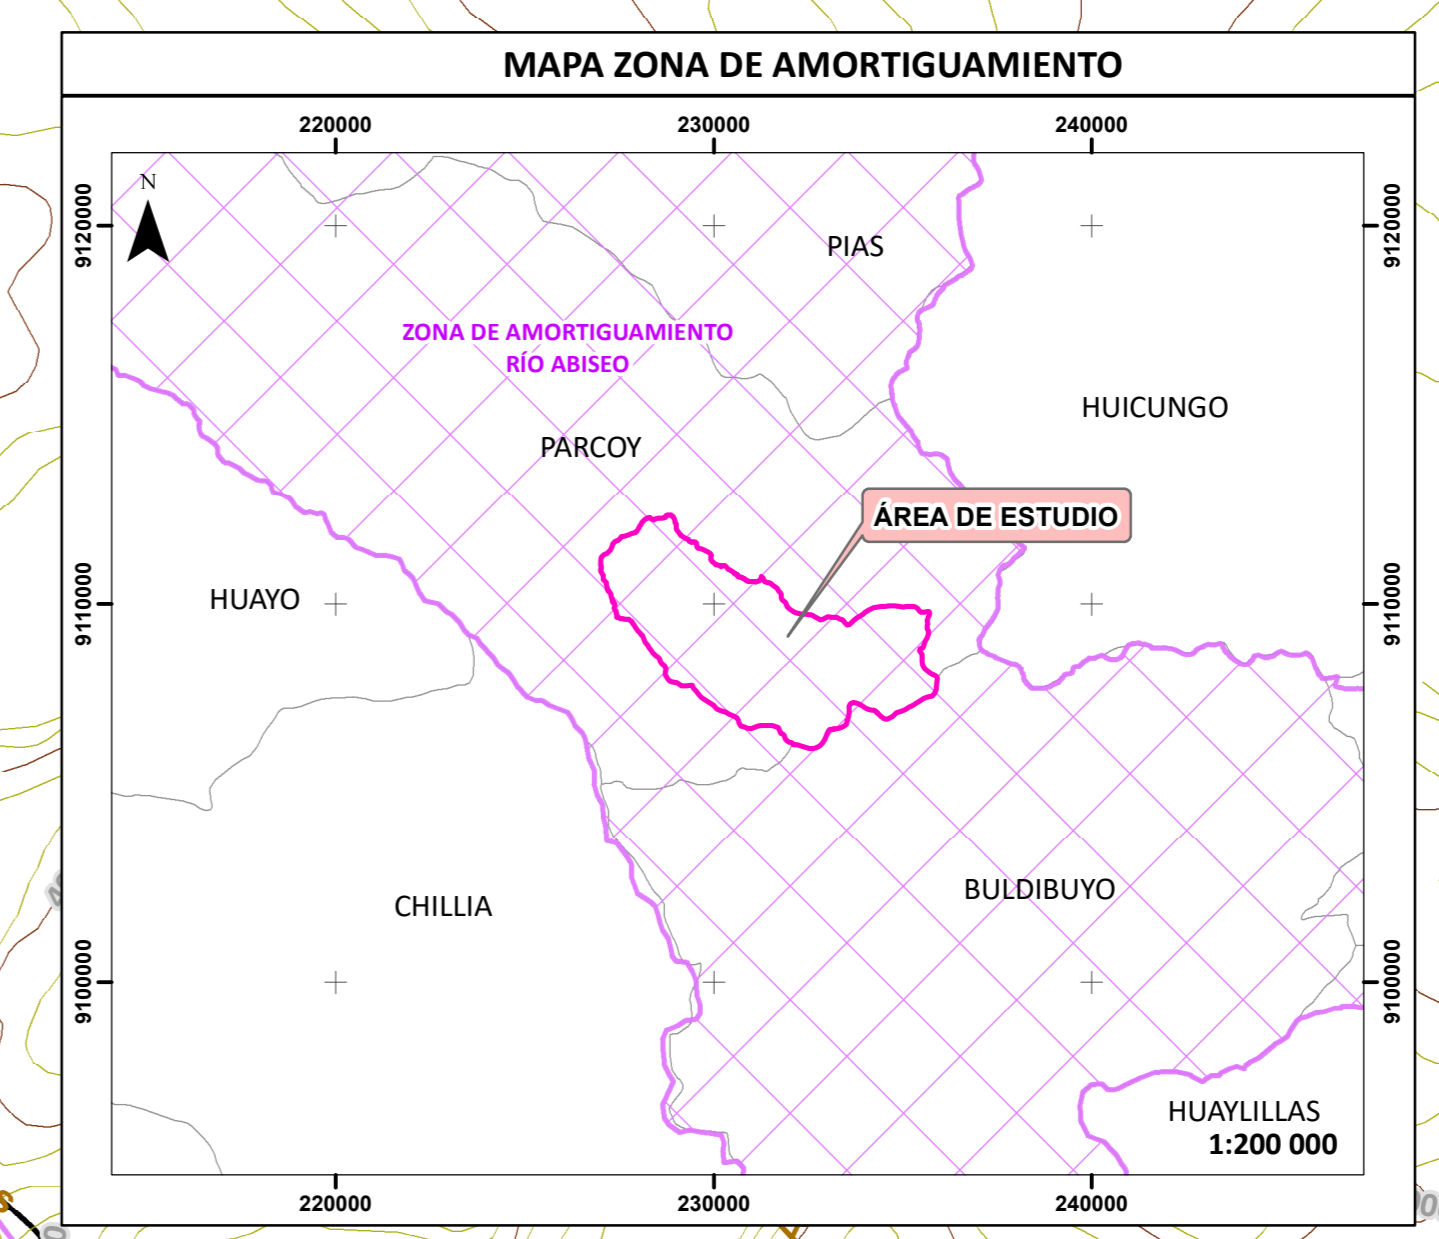 MAPA ZONA DE AMORTIGUAMIENTO
220000
230000
240000
N
9120000
9120000
PIAS
ZONA DE AMORTIGUAMIENTO
RÍO ABISEO
HUICUNGO
PARCOY
ÁREA DE ESTUDIO
HUAYO
9110000
9110000
BULDIBUYO
CHILLIA
9100000
9100000
HUAYLILLAS
1:200 000
220000
230000
240000